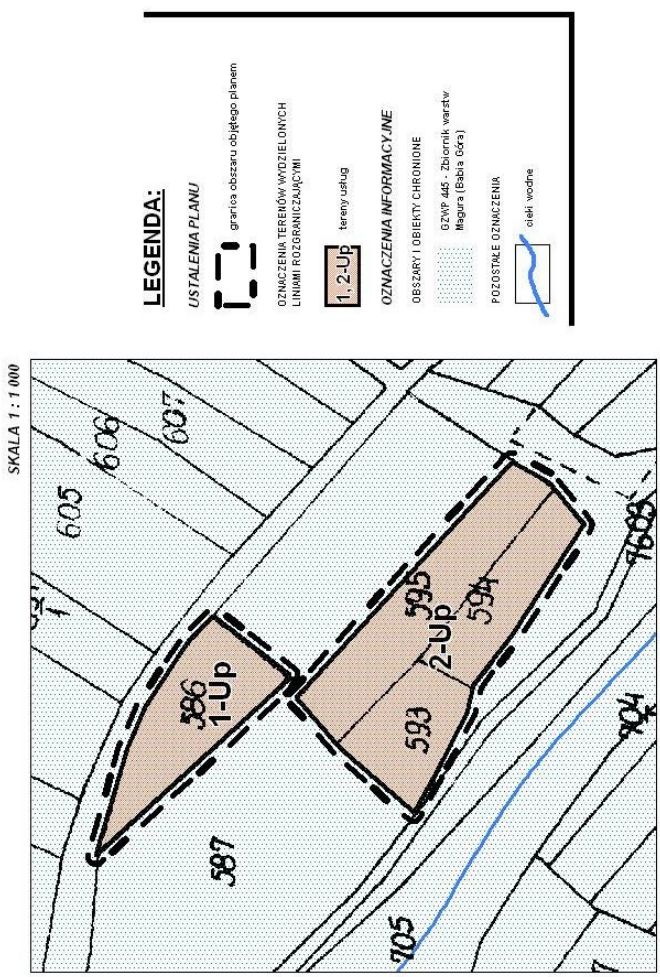 SKALA 1 : 1 000
605
606
607
586
1-Up
587
595
594
2-Up
593
705
LEGENDA:
USTALENIA PLANU
granica obszaru objętego planem
OZNACZENIA TERENÓW WYDZIELONYCH
LINIAMI ROZGRANICZAJĄCYMI
1, 2-Up
tereny usług
OZNACZENIA INFORMACYJNE
OBSZARY I OBIEKTY CHRONIONE
GZWP 445 - Zbiornik warstw
Magura (Babia Góra)
POZOSTAŁE OZNACZENIA
cieki wodne